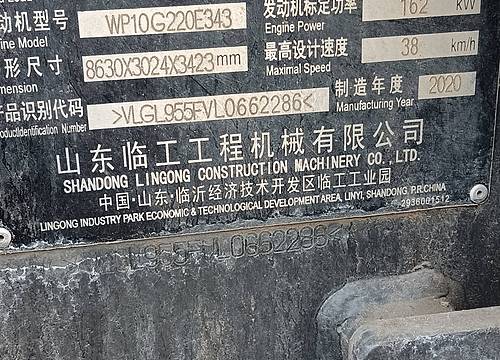 发动机标定功率 162 kW
动机型号 WP10G220E343
Engine Power
Engine Model
最高设计速度 38 km/h
形尺寸 8630X3024X3423 mm
Maximal Speed
mension
制造年度 2020
产品识别代码 >VLGL955FVL0662286<
Manufacturing Year
roductIdentification Number
山东临工工程机械有限公司
SHANDONG LINGONG CONSTRUCTION MACHINERY CO., LTD.
中国·山东·临沂经济技术开发区临工工业园
LINGONG INDUSTRY PARK ECONOMIC & TECHNOLOGICAL DEVELOPMENT AREA, LINYI, SHANDONG, P.R.CHINA
2936001512
L955FVL0662286<